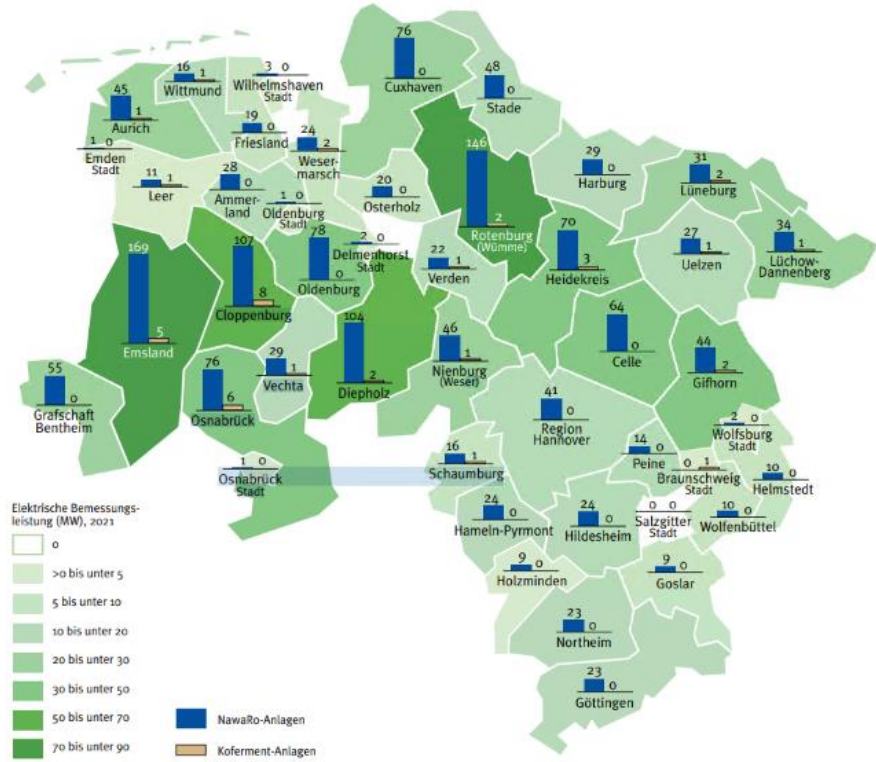 76 0
Cuxhaven
16 1
Wittmund
3 0
Wilhelmshaven
Stadt
48 0
Stade
45 1
Aurich
19 0
Friesland
1 0
Emden
Stadt
24 2
Weser-
marsch
146 2
Rotenburg
(Wümme)
29 0
Harburg
31 2
Lüneburg
11 1
Leer
28 0
Ammer-
land
1 0
Oldenburg
Stadt
20 0
Osterholz
34 1
Lüchow-
Dannenberg
27 1
Uelzen
70 3
Heidekreis
169 5
Emsland
107 8
Cloppenburg
78 0
Oldenburg
2 0
Delmenhorst
Stadt
22 1
Verden
64 0
Celle
44 2
Gifhorn
104 2
Diepholz
46 1
Nienburg
(Weser)
29 1
Vechta
76 6
Osnabrück
55 0
Grafschaft
Bentheim
41 0
Region
Hannover
2 0
Wolfsburg
Stadt
14 0
Peine
0 1
Braunschweig
Stadt
10 0
Helmstedt
1 0
Osnabrück
Stadt
16 1
Schaumburg
24 0
Hameln-Pyrmont
24 0
Hildesheim
0 0
Salzgitter
Stadt
10 0
Wolfenbüttel
9 0
Holzminden
9 0
Goslar
23 0
Northeim
23 0
Göttingen
Elektrische Bemessungs-
leistung (MW), 2021
0
>0 bis unter 5
5 bis unter 10
10 bis unter 20
20 bis unter 30
30 bis unter 50
50 bis unter 70
70 bis unter 90
NawaRo-Anlagen
Koferment-Anlagen